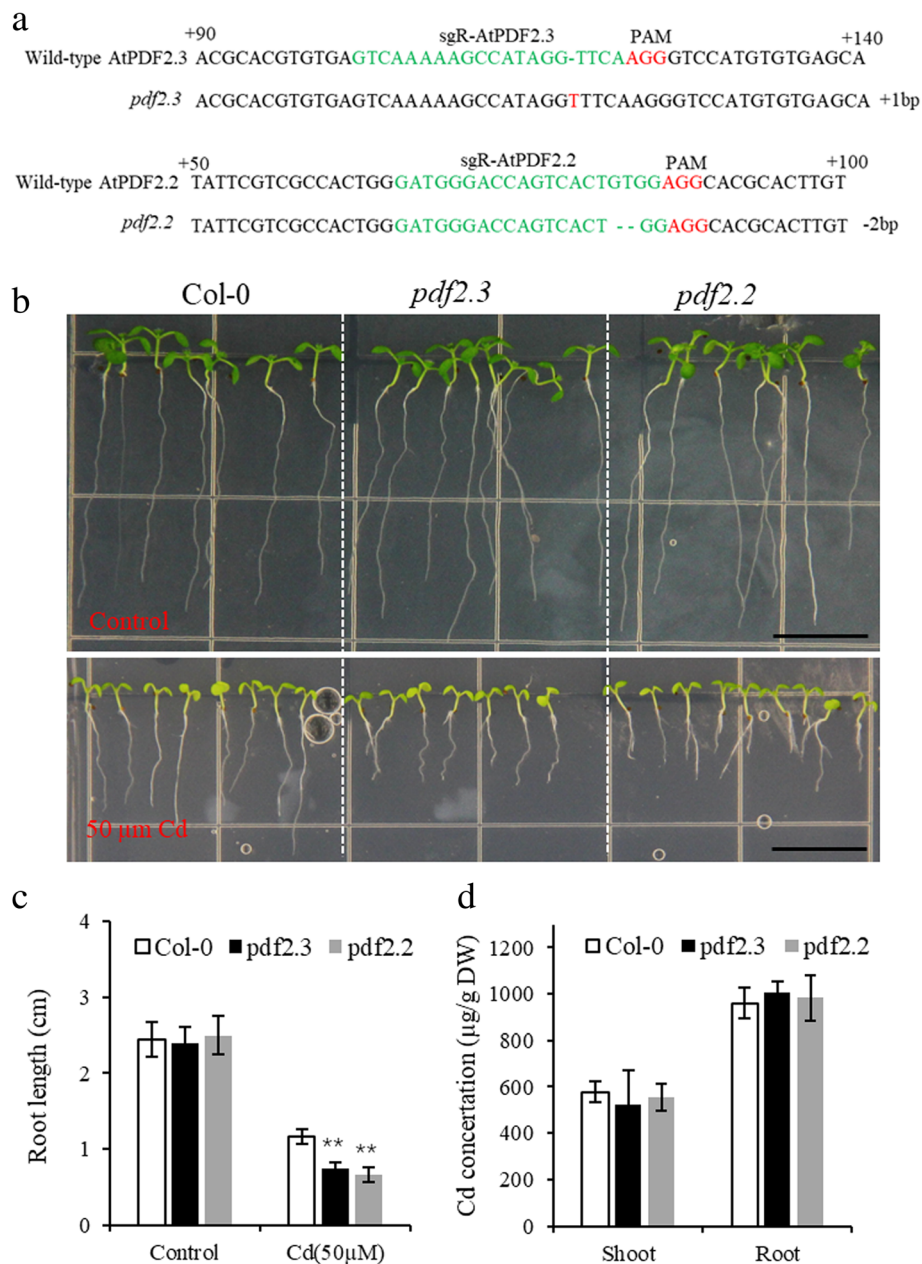 a
+90 sgR-AtPDF2.3 PAM +140
Wild-type AtPDF2.3 ACGCACGTGTGAGTCAAAAAGCCATAGG-TTCAAGGGTCCATGTGTGAGCA
pdf2.3 ACGCACGTGTGAGTCAAAAAGCCATAGGTTTCAAGGGTCCATGTGTGAGCA +1bp
+50 sgR-AtPDF2.2 PAM +100
Wild-type AtPDF2.2 TATTCGTCGCCACTGGGATGGGACCAGTCACTGTGGAGGCACGCACTTGT
pdf2.2 TATTCGTCGCCACTGGGATGGGACCAGTCACT - - GGAGGCACGCACTTGT -2bp
b
Col-0 pdf2.3 pdf2.2
Control
50 μm Cd
c
Root length (cm)
4
3
2
1
0
Col-0 pdf2.3 pdf2.2
** **
Control Cd(50μM)
d
Cd concertation (μg/g DW)
1200
1000
800
600
400
200
0
Col-0 pdf2.3 pdf2.2
Shoot Root